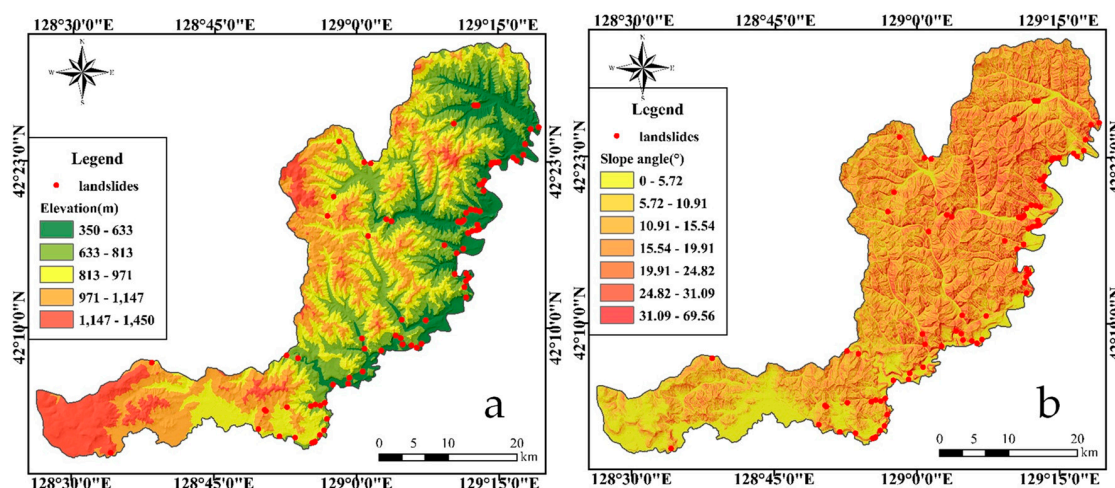 128°30'0"E 128°45'0"E 129°0'0"E 129°15'0"E
N
W E
S
42°23'0"N
42°10'0"N
Legend
landslides
Elevation(m)
350 - 633
633 - 813
813 - 971
971 - 1,147
1,147 - 1,450
a
0 5 10 20
km
42°23'0"N
42°10'0"N
128°30'0"E 128°45'0"E 129°0'0"E 129°15'0"E
128°30'0"E 128°45'0"E 129°0'0"E 129°15'0"E
N
W E
S
42°23'0"N
42°10'0"N
Legend
landslides
Slope angle(°)
0 - 5.72
5.72 - 10.91
10.91 - 15.54
15.54 - 19.91
19.91 - 24.82
24.82 - 31.09
31.09 - 69.56
b
0 5 10 20
km
128°30'0"E 128°45'0"E 129°0'0"E 129°15'0"E